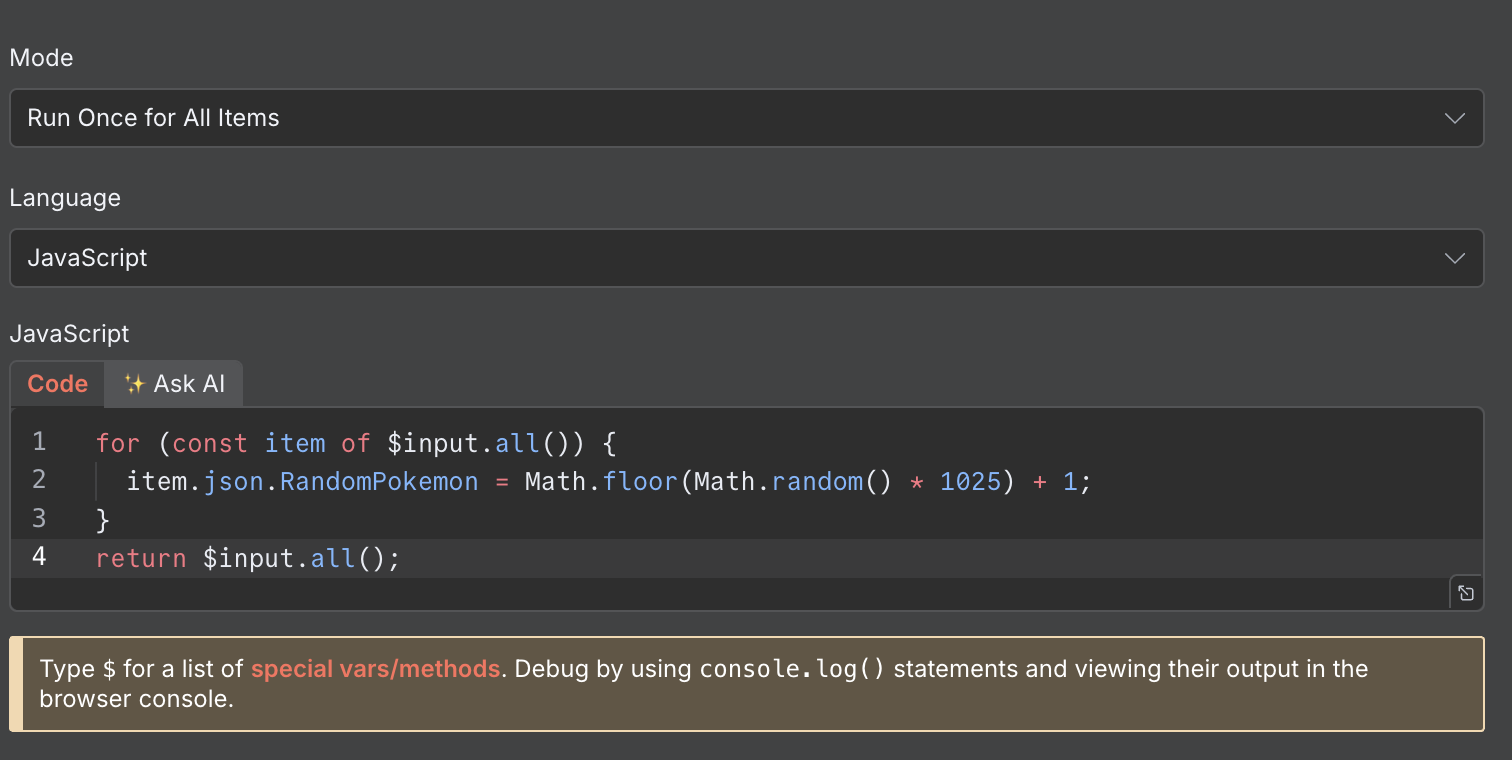 Mode
Run Once for All Items
Language
JavaScript
JavaScript
Code ✨ Ask AI
1 for (const item of $input.all()) {
2   item.json.RandomPokemon = Math.floor(Math.random() * 1025) + 1;
3 }
4 return $input.all();
Type $ for a list of special vars/methods. Debug by using console.log() statements and viewing their output in the
browser console.